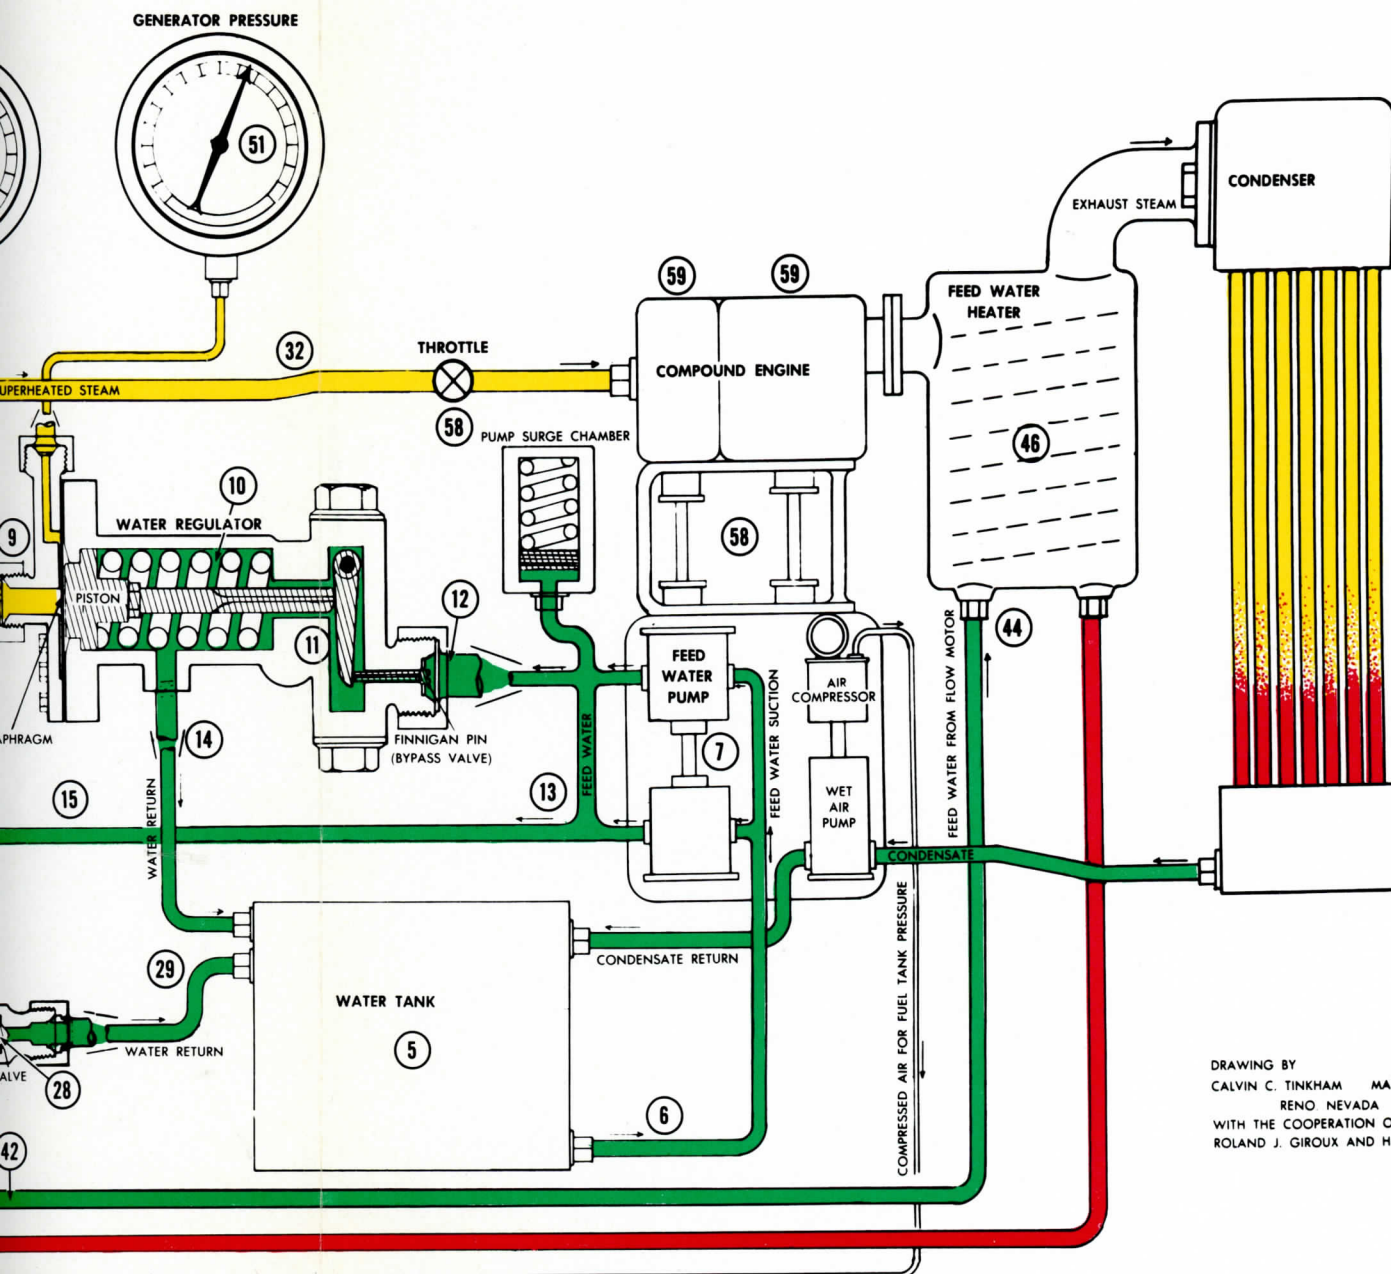 GENERATOR PRESSURE
51
CONDENSER
EXHAUST STEAM
59
59
FEED WATER
HEATER
32
THROTTLE
COMPOUND ENGINE
SUPERHEATED STEAM
58
PUMP SURGE CHAMBER
46
10
WATER REGULATOR
9
58
PISTON
12
11
44
FEED
WATER
PUMP
AIR
COMPRESSOR
FEED WATER FROM FLOW MOTOR
FEED WATER SUCTION
FEED WATER
APHRAGM
14
FINNIGAN PIN
(BYPASS VALVE)
7
15
13
WATER RETURN
WET
AIR
PUMP
CONDENSATE
COMPRESSED AIR FOR FUEL TANK PRESSURE
29
CONDENSATE RETURN
WATER TANK
5
WATER RETURN
ALVE
28
6
42
DRAWING BY
CALVIN C. TINKHAM MA
RENO, NEVADA
WITH THE COOPERATION O
ROLAND J. GIROUX AND H